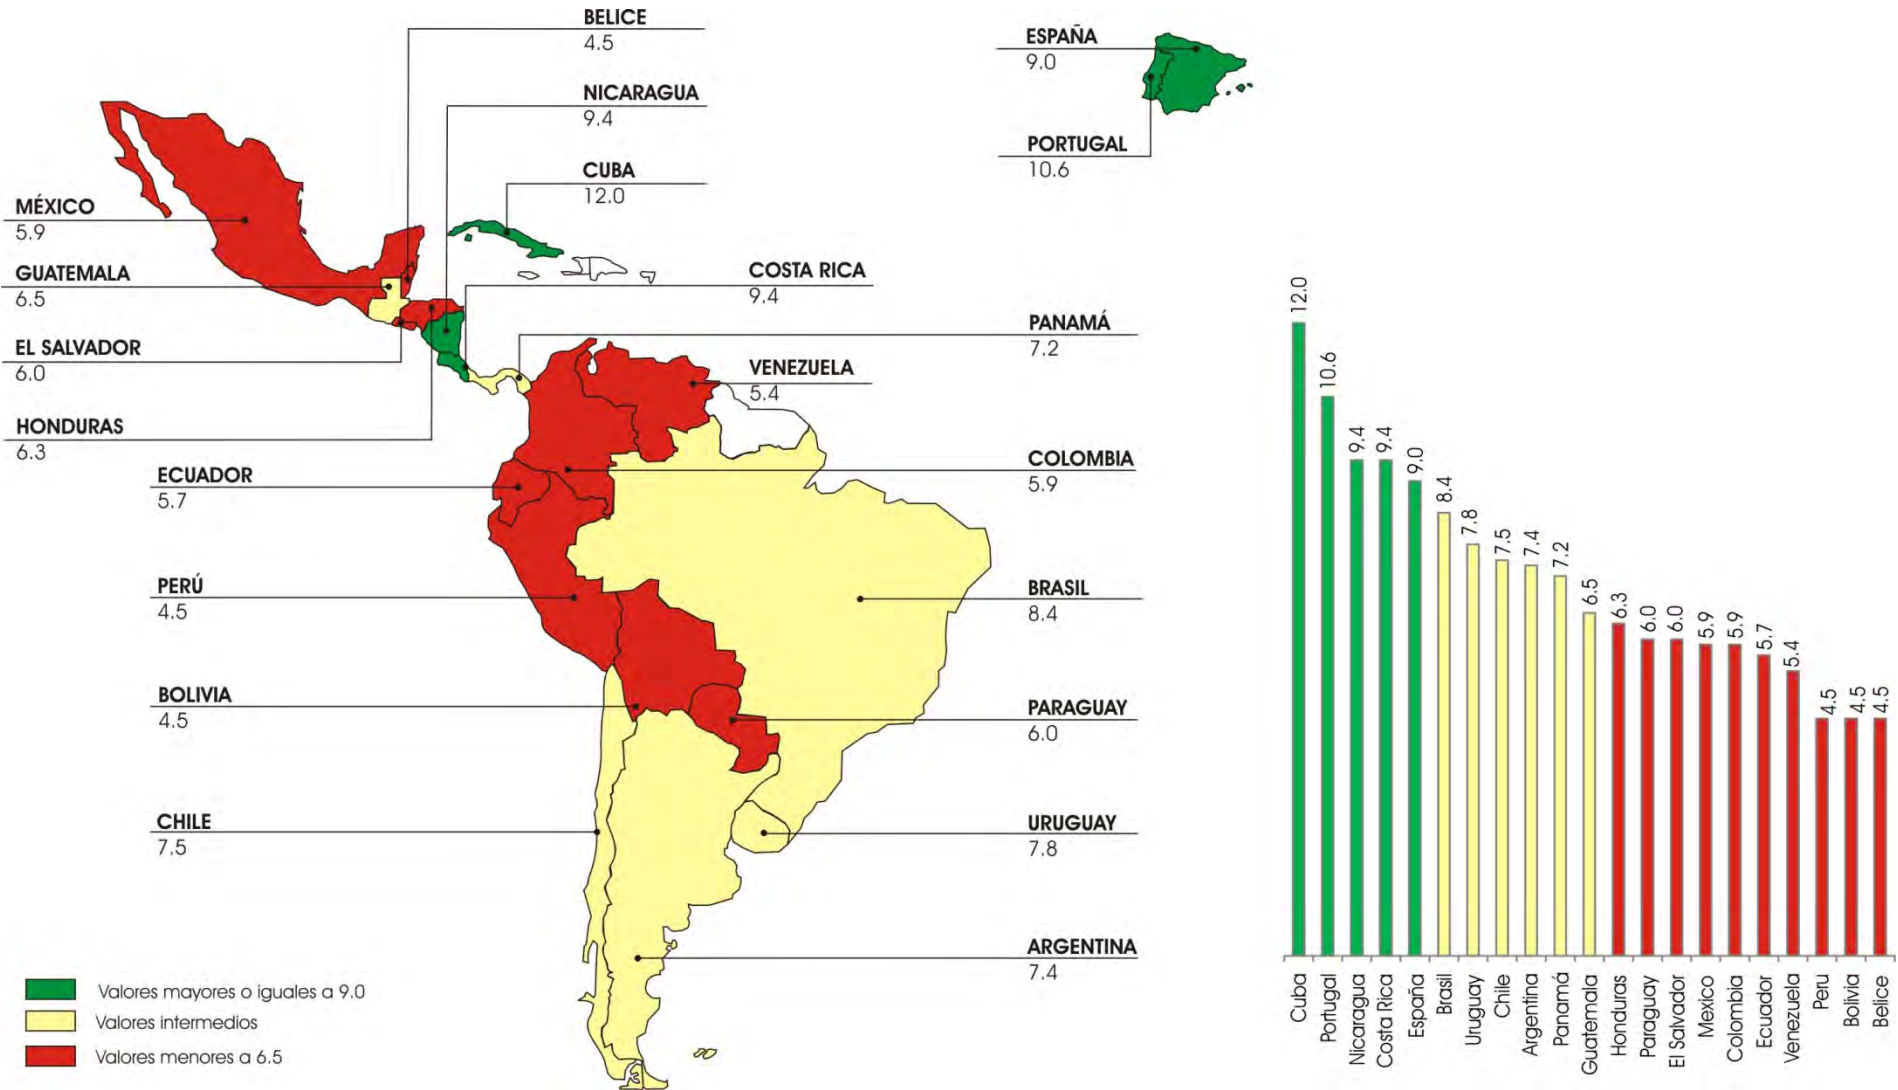 BELICE
4.5
NICARAGUA
9.4
CUBA
12.0
ESPAÑA
9.0
PORTUGAL
10.6
MÉXICO
5.9
GUATEMALA
6.5
EL SALVADOR
6.0
HONDURAS
6.3
COSTA RICA
9.4
PANAMÁ
7.2
VENEZUELA
5.4
COLOMBIA
5.9
ECUADOR
5.7
PERÚ
4.5
BRASIL
8.4
BOLIVIA
4.5
PARAGUAY
6.0
CHILE
7.5
URUGUAY
7.8
ARGENTINA
7.4
Valores mayores o iguales a 9.0
Valores intermedios
Valores menores a 6.5
12.0
10.6
9.4
9.4
9.0
8.4
7.8
7.5
7.4
7.2
6.5
6.3
6.0
6.0
5.9
5.9
5.7
5.4
4.5
4.5
4.5
Cuba
Portugal
Nicaragua
Costa Rica
España
Brasil
Uruguay
Chile
Argentina
Panamá
Guatemala
Honduras
Paraguay
El Salvador
Mexico
Colombia
Ecuador
Venezuela
Peru
Bolivia
Belice